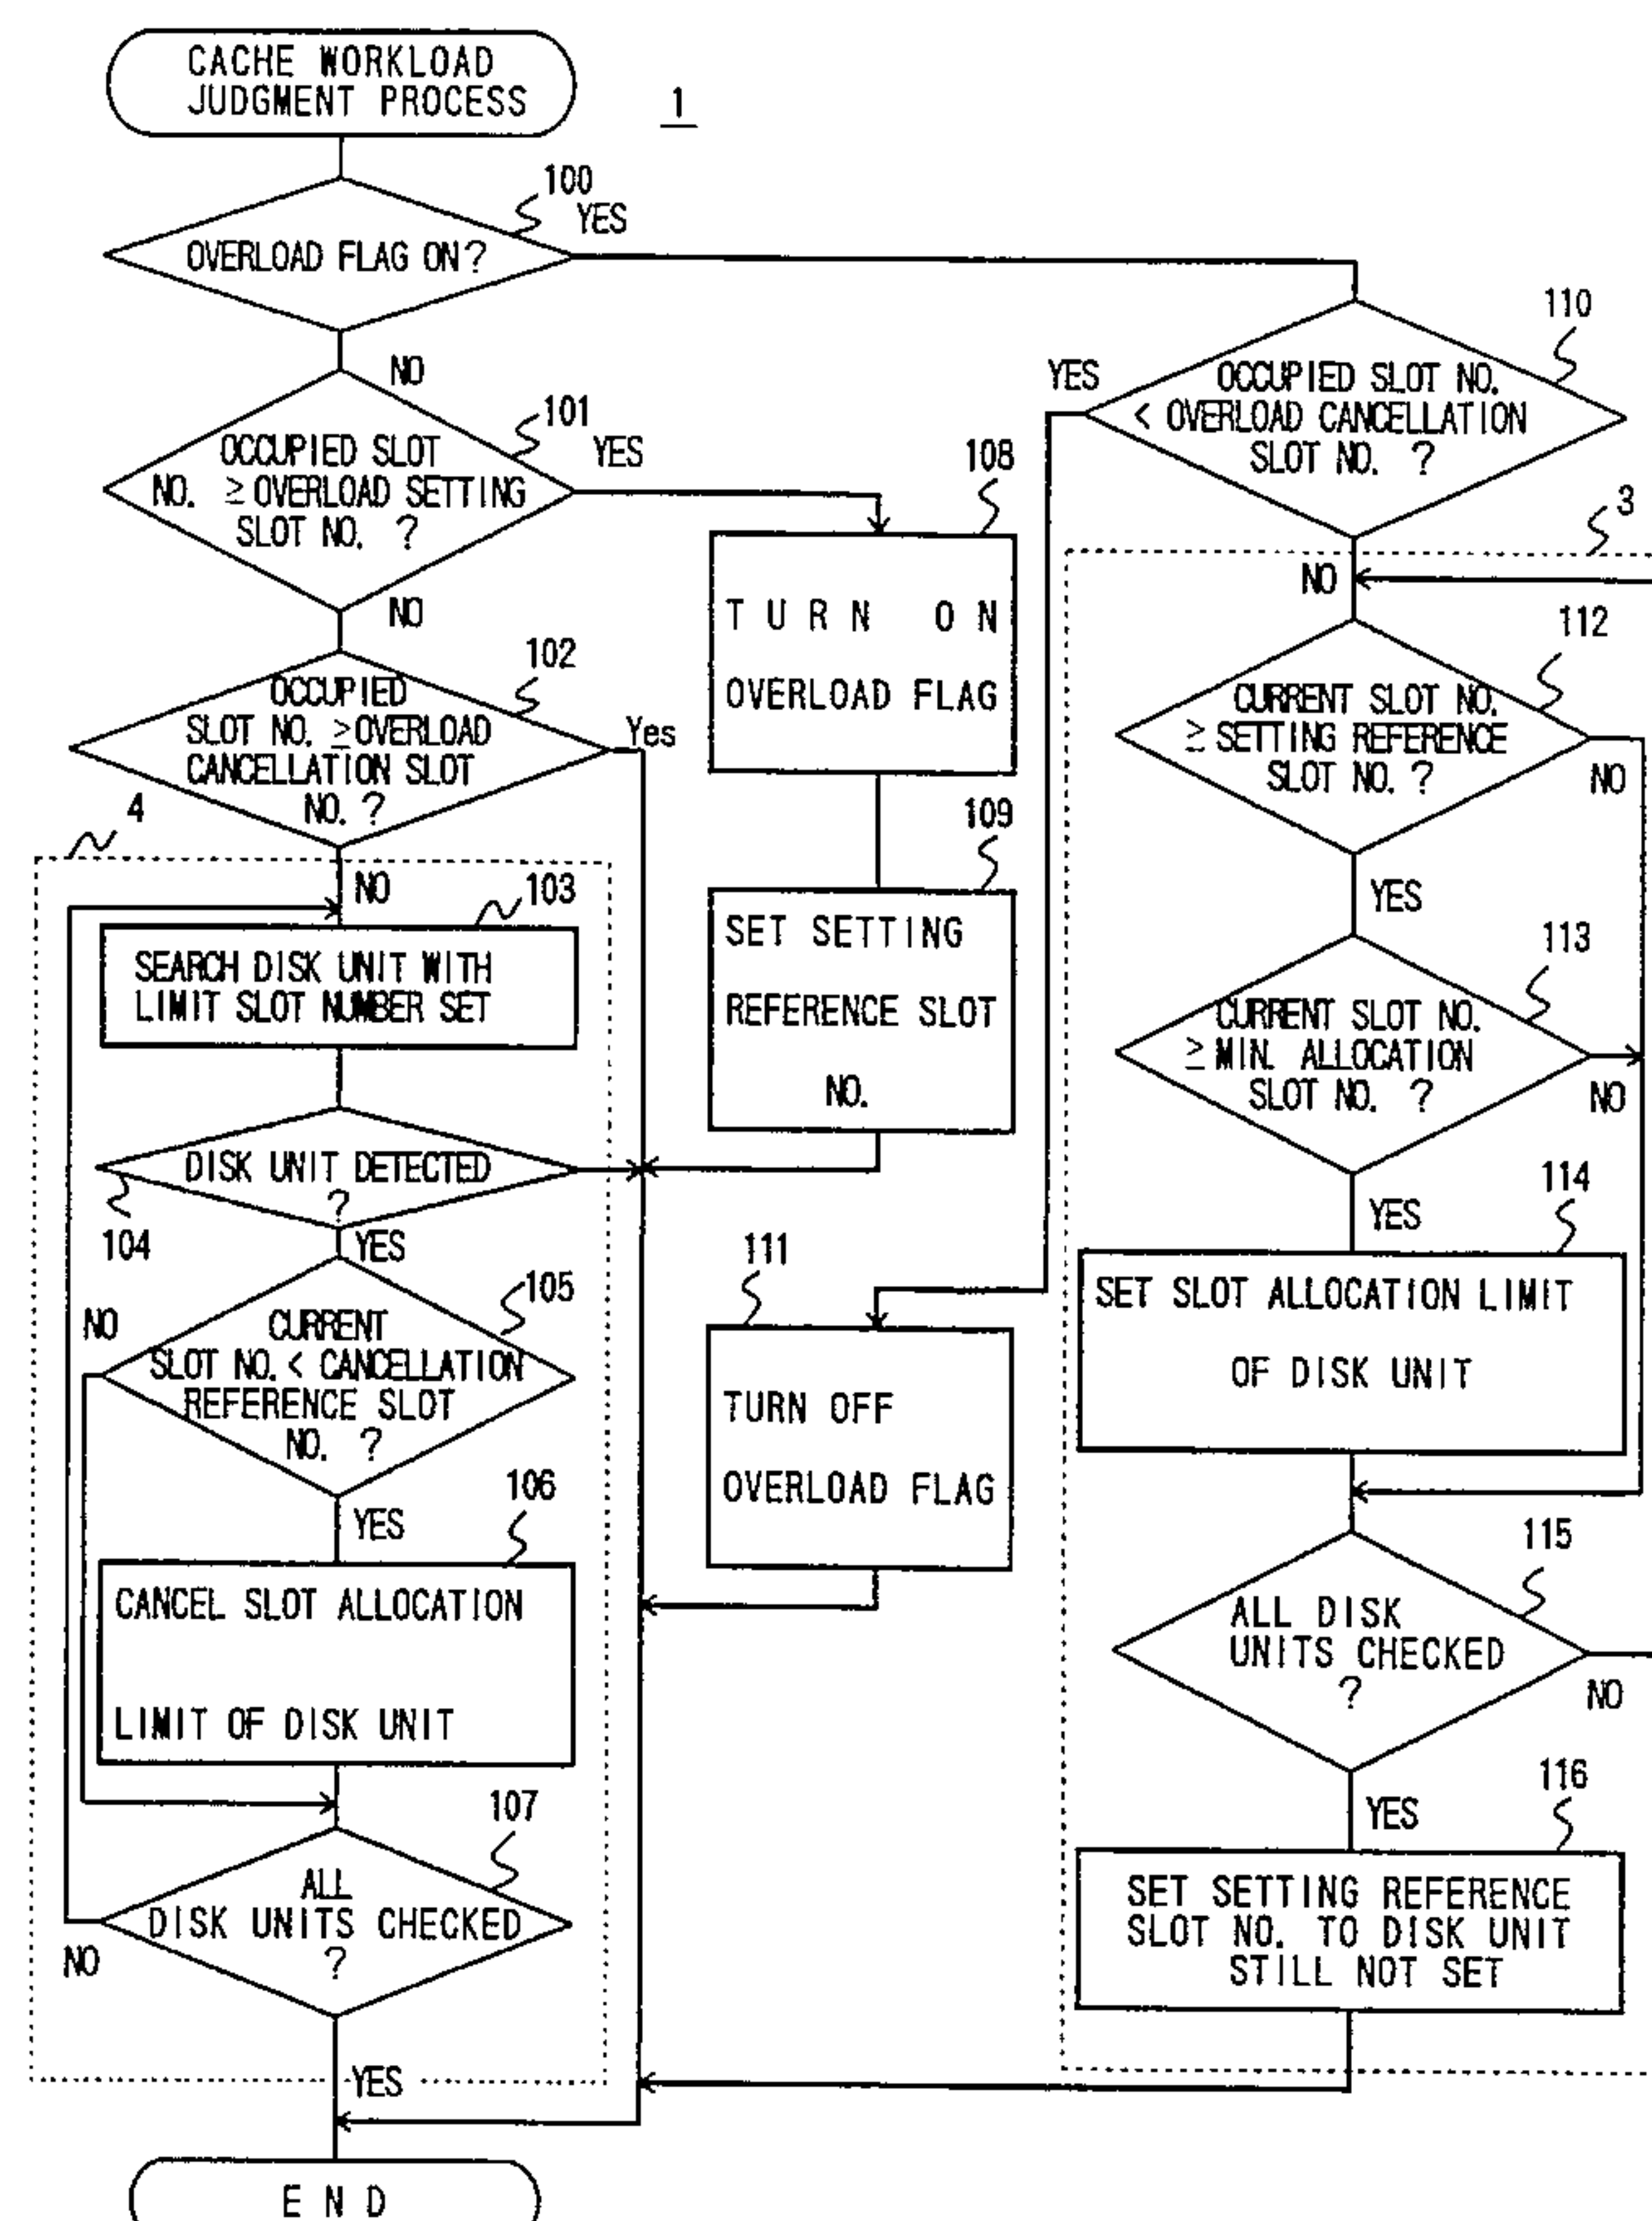 CACHE WORKLOAD
JUDGMENT PROCESS
1
100
YES
OVERLOAD FLAG ON?
NO
101
YES
OCCUPIED SLOT
NO. ≥ OVERLOAD SETTING
SLOT NO. ?
NO
102
Yes
OCCUPIED
SLOT NO. ≥ OVERLOAD
CANCELLATION SLOT
NO. ?
4
NO
103
SEARCH DISK UNIT WITH
LIMIT SLOT NUMBER SET
DISK UNIT DETECTED
?
104
YES
105
NO
CURRENT
SLOT NO. < CANCELLATION
REFERENCE SLOT
NO. ?
106
YES
CANCEL SLOT ALLOCATION
LIMIT OF DISK UNIT
107
ALL
DISK UNITS CHECKED
?
NO
YES
END
108
TURN ON
OVERLOAD FLAG
109
SET SETTING
REFERENCE SLOT
NO.
111
TURN OFF
OVERLOAD FLAG
110
YES
OCCUPIED SLOT NO.
< OVERLOAD CANCELLATION
SLOT NO. ?
3
NO
112
CURRENT SLOT NO.
≥ SETTING REFERENCE
SLOT NO. ?
NO
YES
113
CURRENT SLOT NO.
≥ MIN. ALLOCATION
SLOT NO. ?
NO
YES
114
SET SLOT ALLOCATION LIMIT
OF DISK UNIT
115
ALL DISK
UNITS CHECKED
?
NO
YES
116
SET SETTING REFERENCE
SLOT NO. TO DISK UNIT
STILL NOT SET